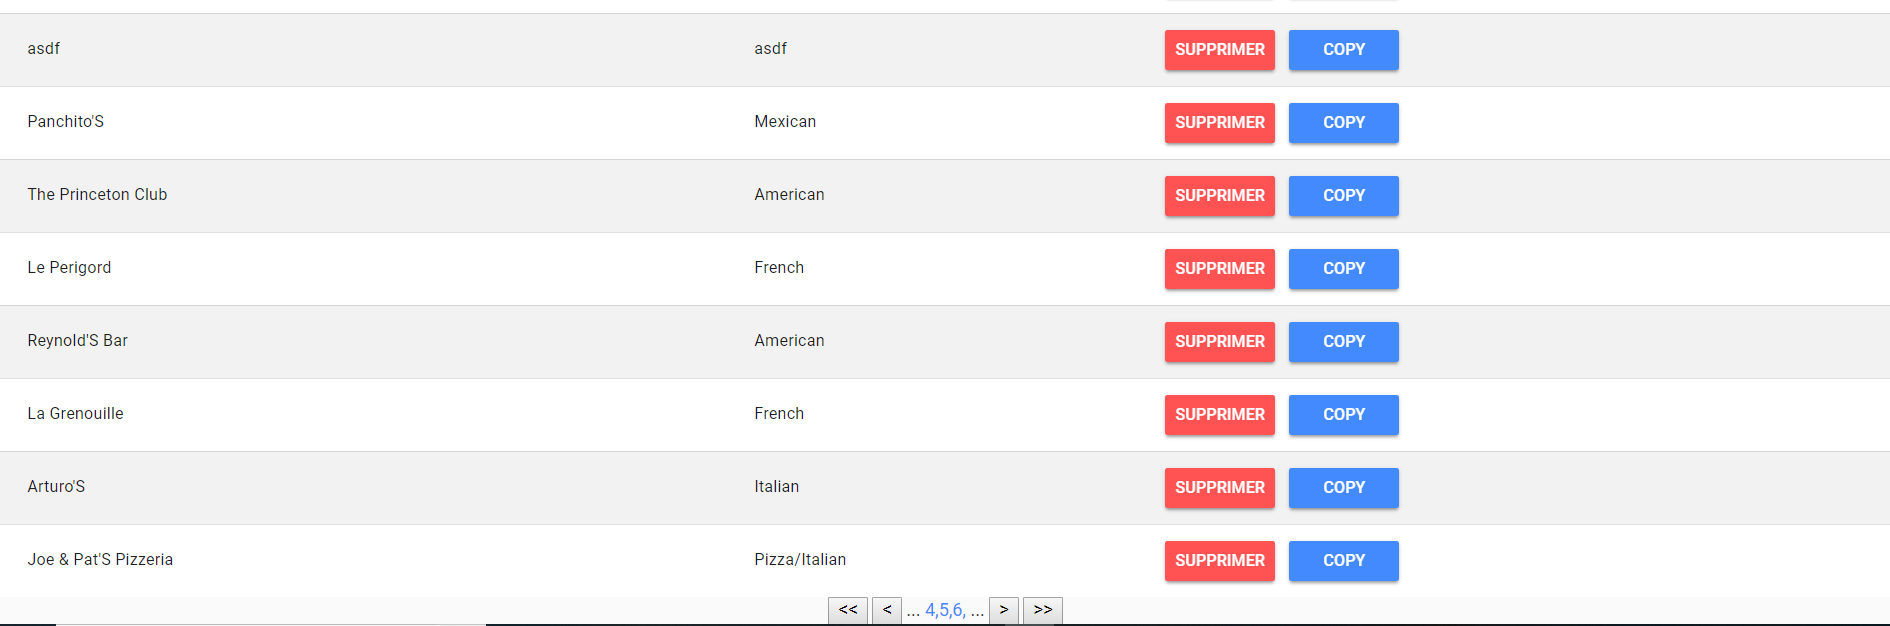 asdf asdf SUPPRIMER COPY
Panchito'S Mexican SUPPRIMER COPY
The Princeton Club American SUPPRIMER COPY
Le Perigord French SUPPRIMER COPY
Reynold'S Bar American SUPPRIMER COPY
La Grenouille French SUPPRIMER COPY
Arturo'S Italian SUPPRIMER COPY
Joe & Pat'S Pizzeria Pizza/Italian SUPPRIMER COPY
<< < ... 4,5,6, ... > >>